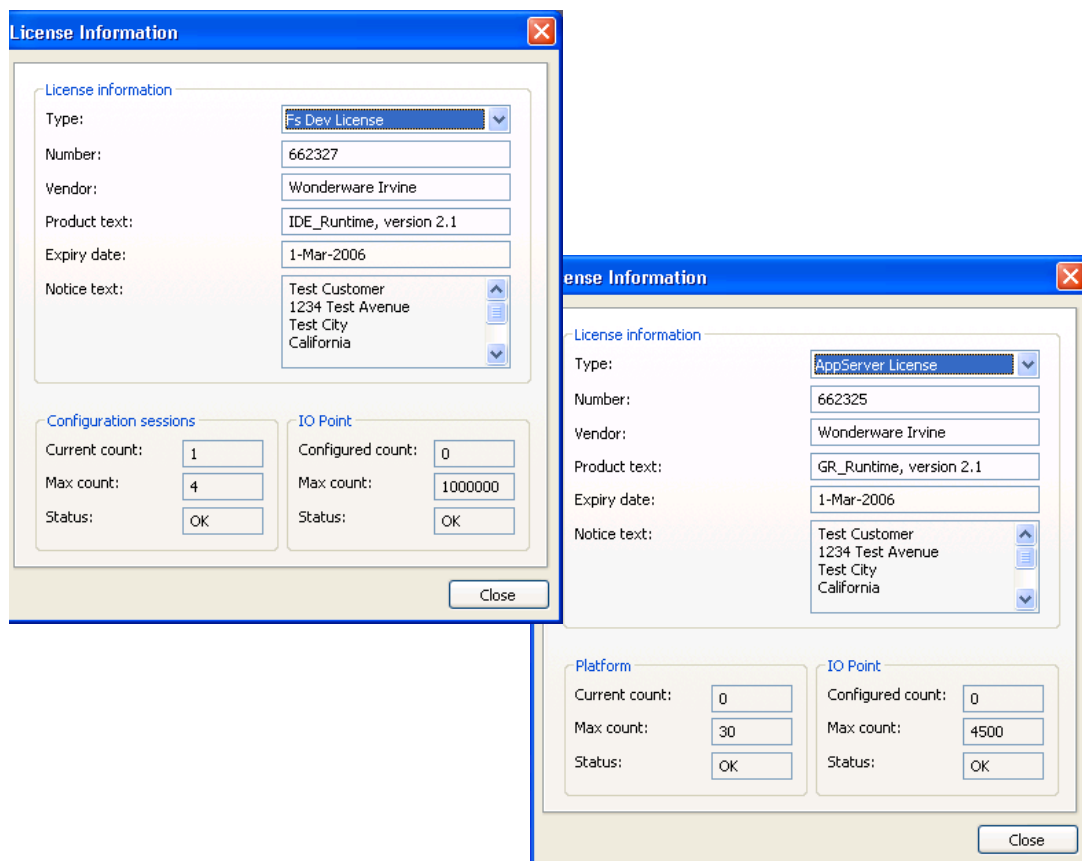 License Information
License information
Type: Fs Dev License
Number: 662327
Vendor: Wonderware Irvine
Product text: IDE_Runtime, version 2.1
Expiry date: 1-Mar-2006
Notice text: Test Customer
1234 Test Avenue
Test City
California
Configuration sessions
Current count: 1
Max count: 4
Status: OK
IO Point
Configured count: 0
Max count: 1000000
Status: OK
Close
ense Information
License information
Type: AppServer License
Number: 662325
Vendor: Wonderware Irvine
Product text: GR_Runtime, version 2.1
Expiry date: 1-Mar-2006
Notice text: Test Customer
1234 Test Avenue
Test City
California
Platform
Current count: 0
Max count: 30
Status: OK
IO Point
Configured count: 0
Max count: 4500
Status: OK
Close